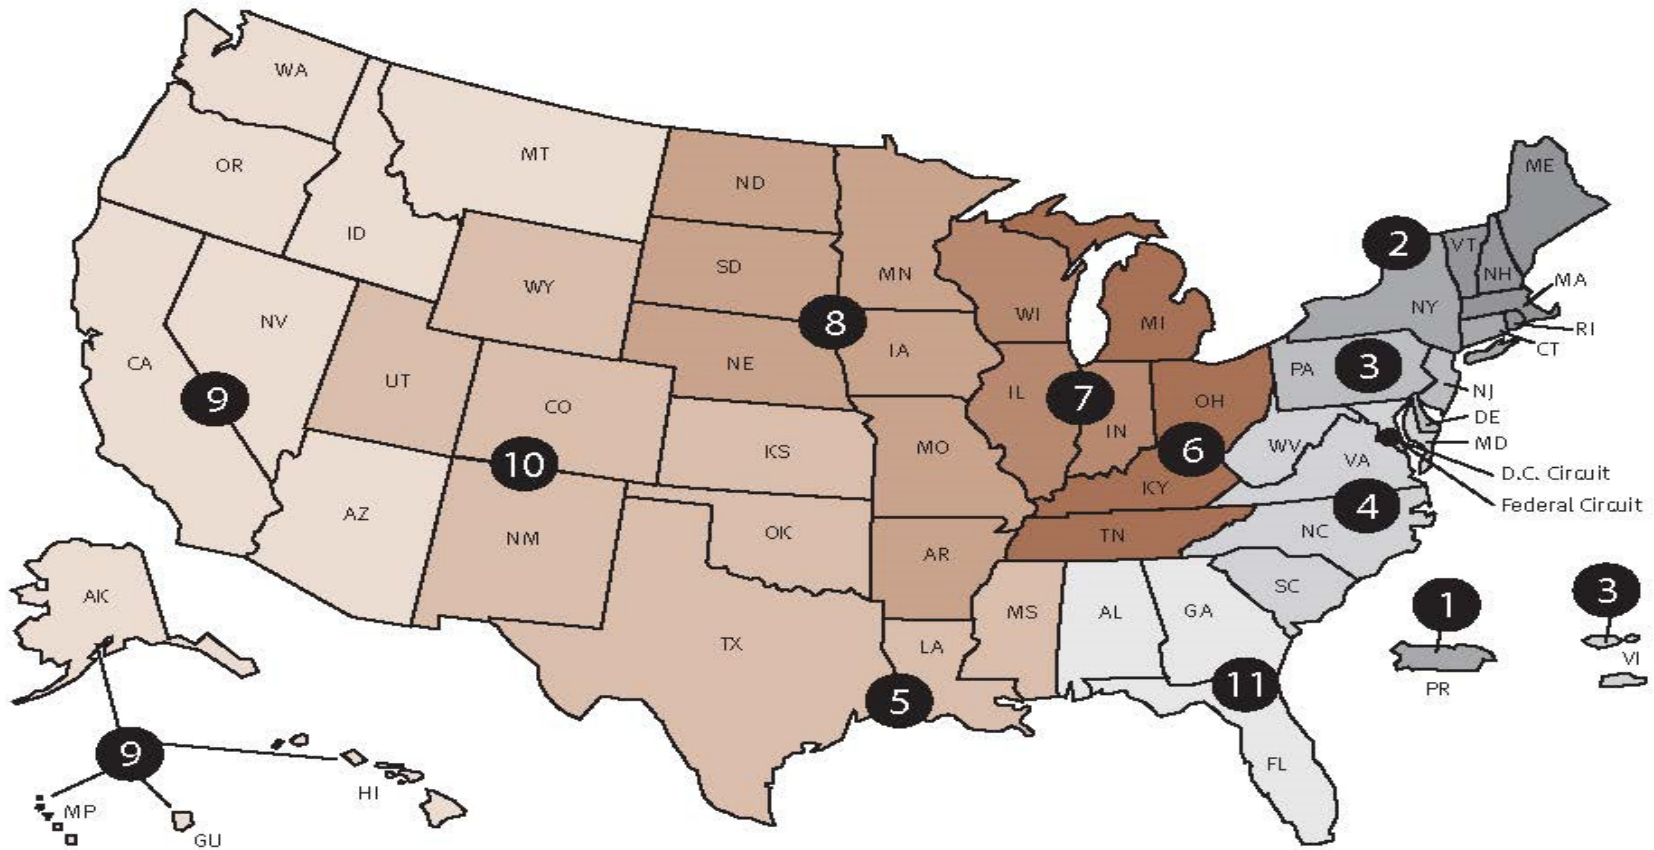 WA
OR
MT
ID
ND
SD
MN
WY
NV
CA
UT
CO
NE
IA
WI
MI
IL
IN
OH
KS
MO
KY
AZ
NM
OK
AR
TN
TX
LA
MS
AL
GA
FL
SC
NC
VA
WV
PA
NY
VT
NH
ME
MA
RI
CT
NJ
DE
MD
D.C. Circuit
Federal Circuit
2
3
8
9
7
6
10
4
5
11
1
PR
3
VI
AK
9
HI
MP
GU